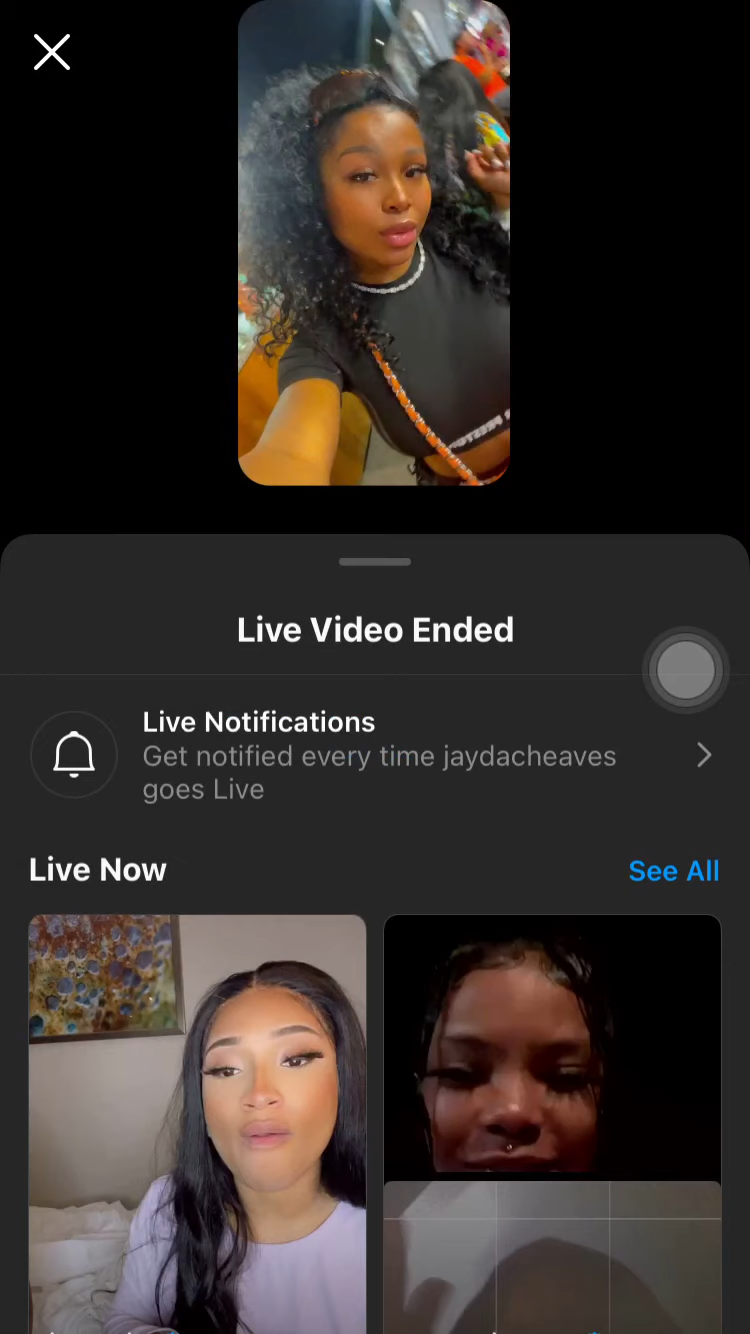 Live Video Ended
Live Notifications
Get notified every time jaydacheaves
goes Live
Live Now
See All